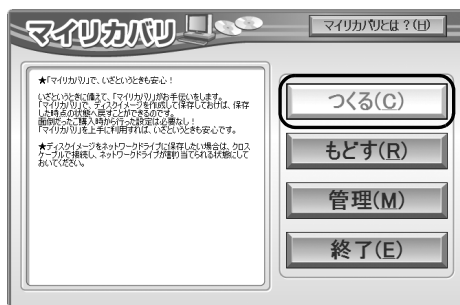 マイリカバリ
マイリカバリとは？(H)
★「マイリカバリ」で、いざというときも安心！
いざというときに備えて、「マイリカバリ」がお手伝いをします。
「マイリカバリ」で、ディスクイメージを作成して保存しておけば、保存
した時点の状態へ戻すことができるのです。
面倒だったご購入時から行った設定は必要なし！
「マイリカバリ」を上手に利用すれば、いざというときも安心です。
★ディスクイメージをネットワークドライブに保存したい場合は、クロス
ケーブルで接続し、ネットワークドライブが割り当てられる状態にして
おいてください。
つくる(C)
もどす(R)
管理(M)
終了(E)